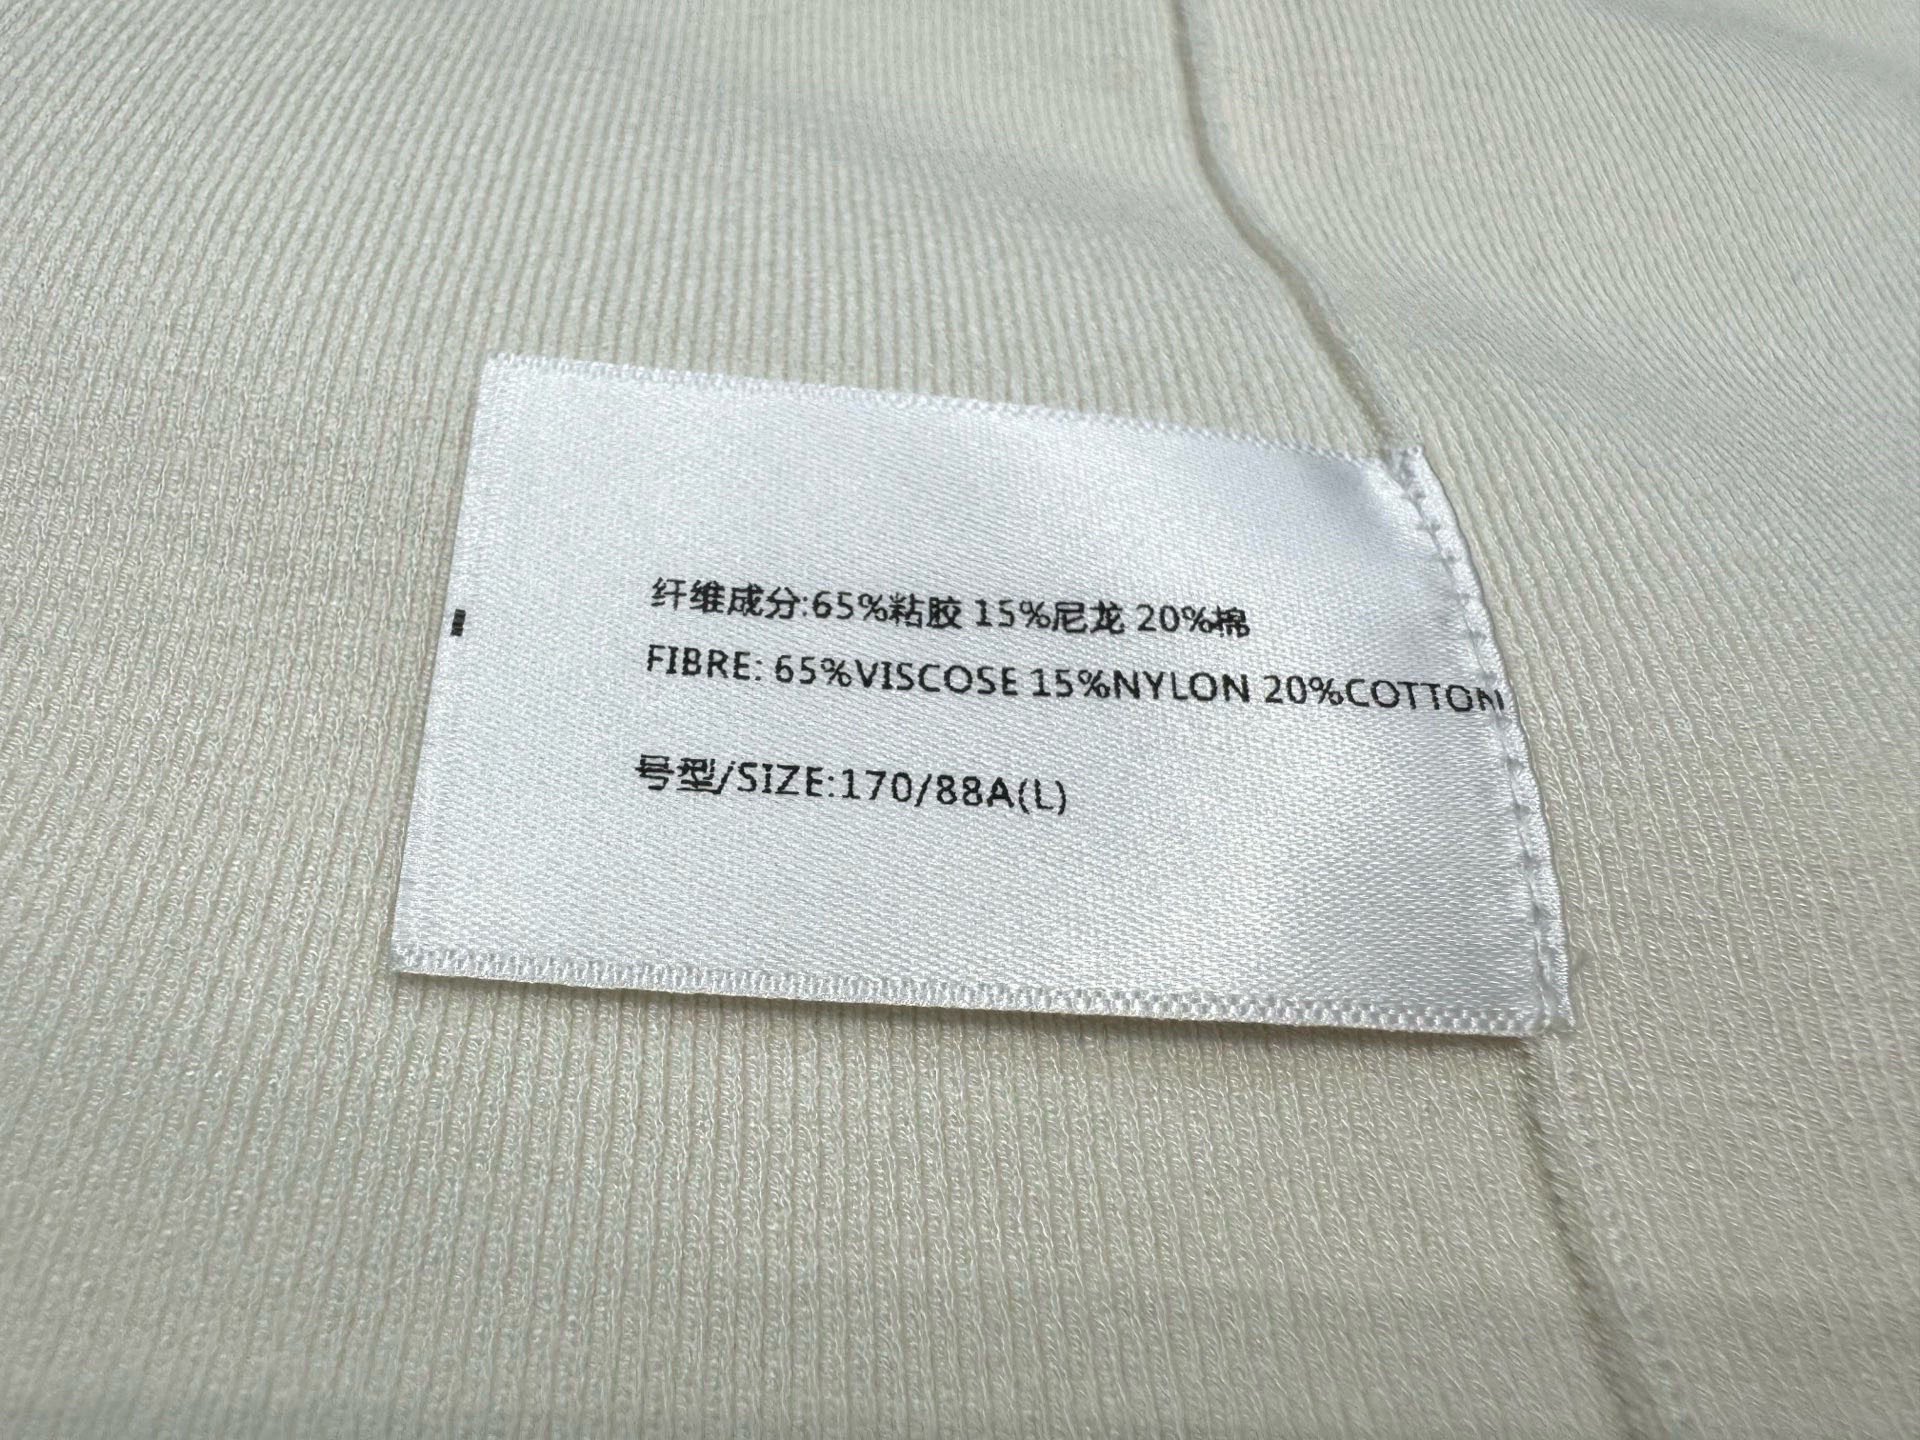 纤维成分:65%粘胶 15%尼龙 20%棉
FIBRE: 65%VISCOSE 15%NYLON 20%COTTON
号型/SIZE:170/88A(L)